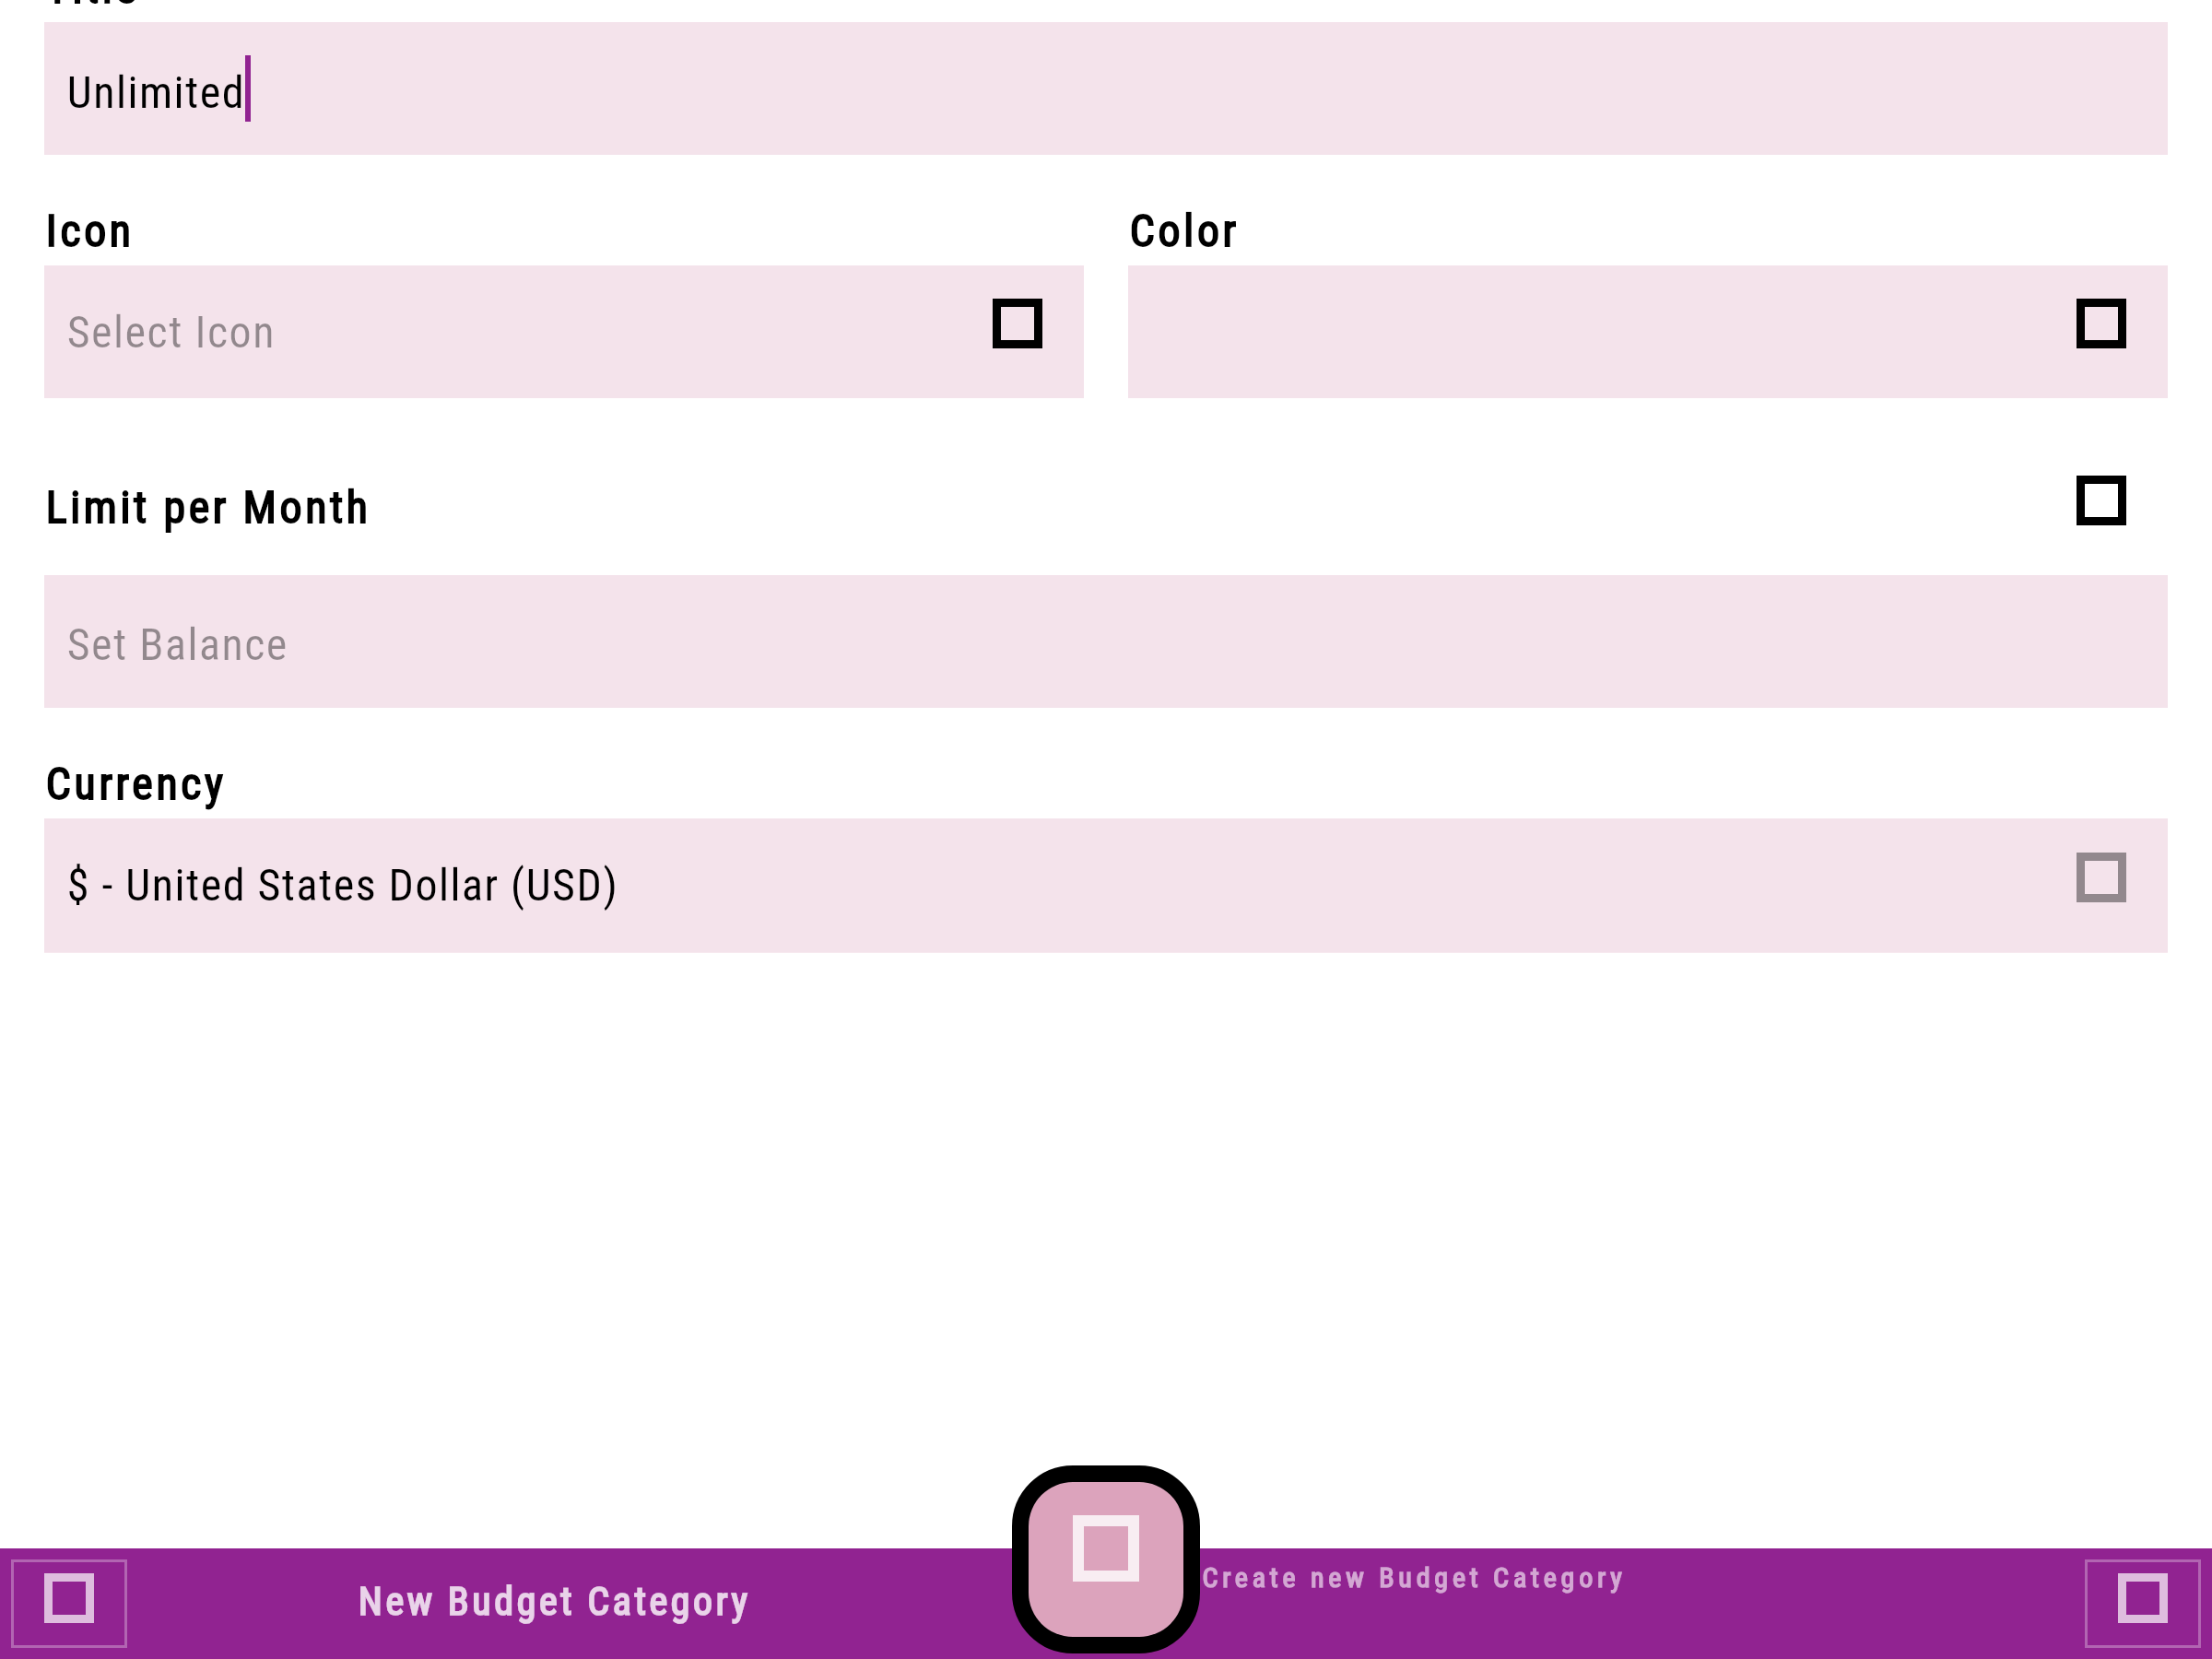 Unlimited
Icon
Color
Select Icon
Limit per Month
Set Balance
Currency
$ - United States Dollar (USD)
New Budget Category
Create new Budget Category